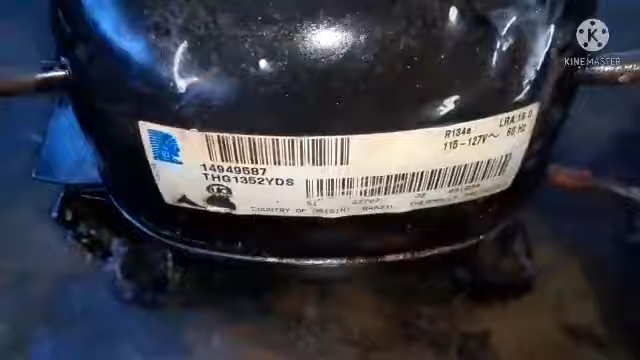 KINEMASTER
R134a LRA:18.0
115-127V~ 60 Hz
14949587
THG1352YDS
COUNTRY OF ORIGIN: BRAZIL